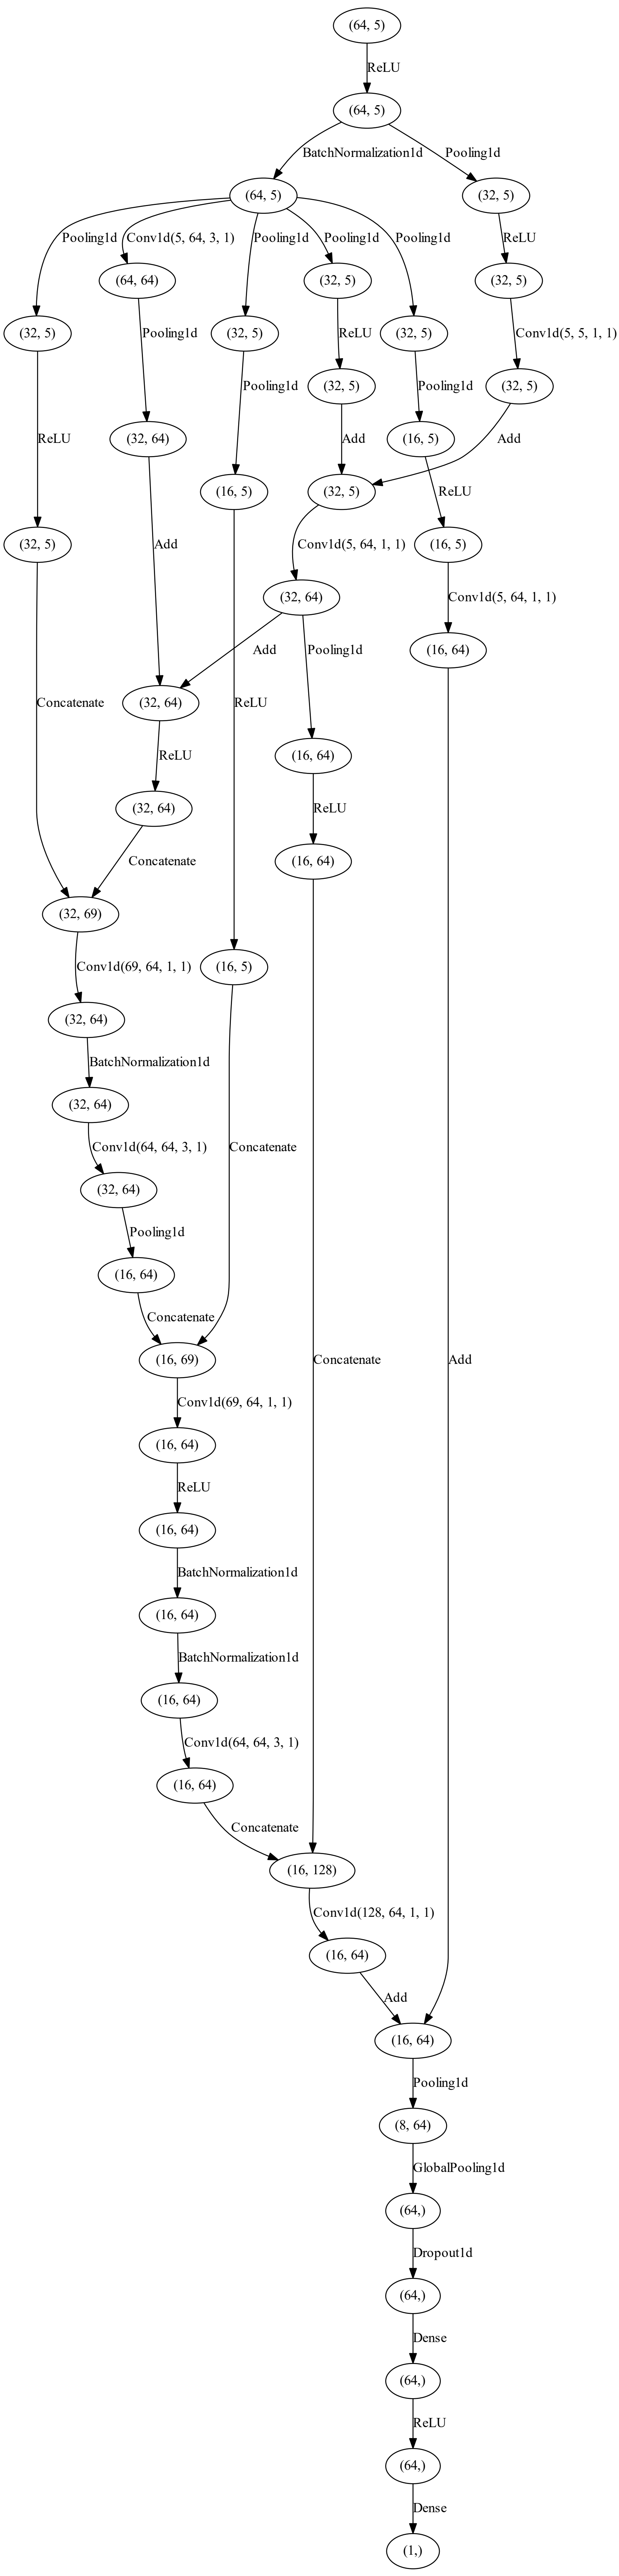 (64, 5)
ReLU
(64, 5)
BatchNormalization1d
Pooling1d
(64, 5)
(32, 5)
Pooling1d
Conv1d(5, 64, 3, 1)
Pooling1d
Pooling1d
Pooling1d
ReLU
(64, 64)
(32, 5)
(32, 5)
(32, 5)
Pooling1d
(32, 5)
ReLU
(32, 5)
Conv1d(5, 5, 1, 1)
ReLU
Pooling1d
(32, 5)
Pooling1d
(32, 5)
(32, 64)
Add
(16, 5)
Add
(16, 5)
(32, 5)
ReLU
(32, 5)
Add
Conv1d(5, 64, 1, 1)
(16, 5)
(32, 64)
Conv1d(5, 64, 1, 1)
Add
Pooling1d
(16, 64)
Concatenate
(32, 64)
ReLU
ReLU
(16, 64)
(32, 64)
ReLU
Concatenate
(16, 64)
(32, 69)
Conv1d(69, 64, 1, 1)
(16, 5)
(32, 64)
BatchNormalization1d
(32, 64)
Conv1d(64, 64, 3, 1)
Concatenate
(32, 64)
Pooling1d
(16, 64)
Concatenate
(16, 69)
Concatenate
Add
Conv1d(69, 64, 1, 1)
(16, 64)
ReLU
(16, 64)
BatchNormalization1d
(16, 64)
BatchNormalization1d
(16, 64)
Conv1d(64, 64, 3, 1)
(16, 64)
Concatenate
(16, 128)
Conv1d(128, 64, 1, 1)
(16, 64)
Add
(16, 64)
Pooling1d
(8, 64)
GlobalPooling1d
(64,)
Dropout1d
(64,)
Dense
(64,)
ReLU
(64,)
Dense
(1,)